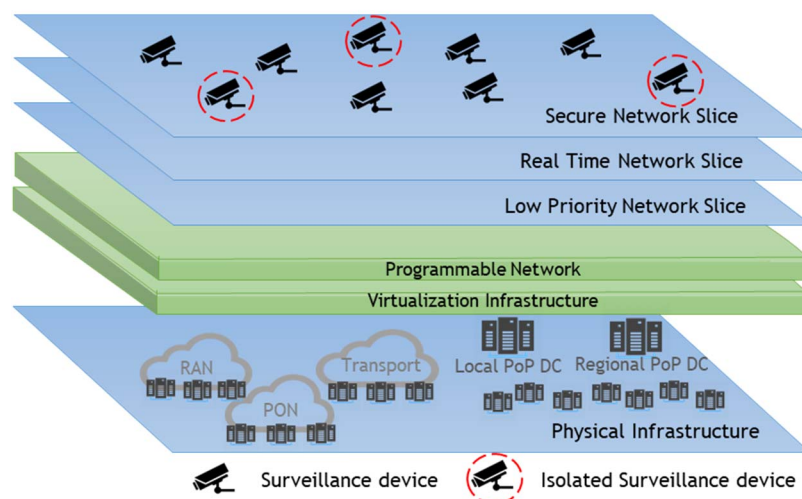 Secure Network Slice
Real Time Network Slice
Low Priority Network Slice
Programmable Network
Virtualization Infrastructure
RAN
Transport
Local PoP DC
Regional PoP DC
PON
Physical Infrastructure
Surveillance device
Isolated Surveillance device